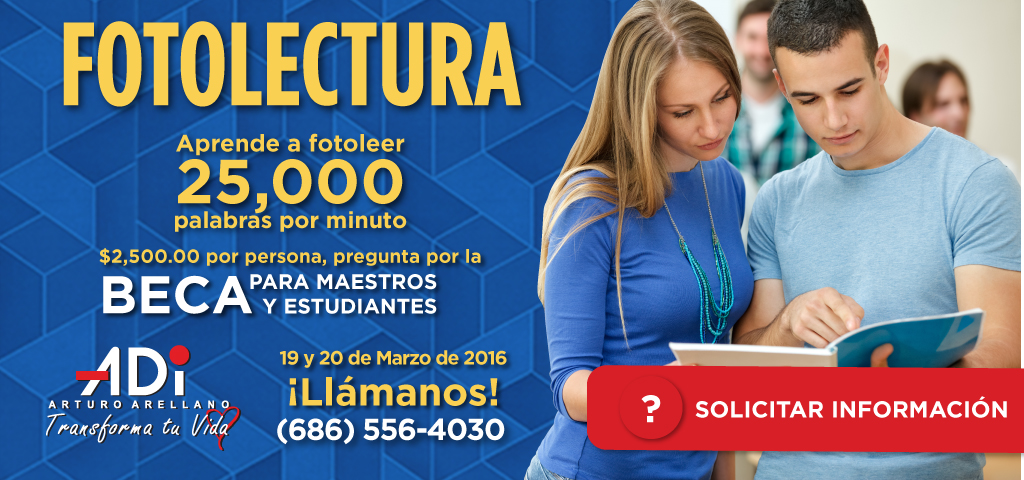 FOTOLECTURA
Aprende a fotoleer
25,000
palabras por minuto
$2,500.00 por persona, pregunta por la
BECA PARA MAESTROS
Y ESTUDIANTES
ADi
ARTURO ARELLANO
Transforma tu Vida
19 y 20 de Marzo de 2016
¡Llámanos!
(686) 556-4030
? SOLICITAR INFORMACIÓN